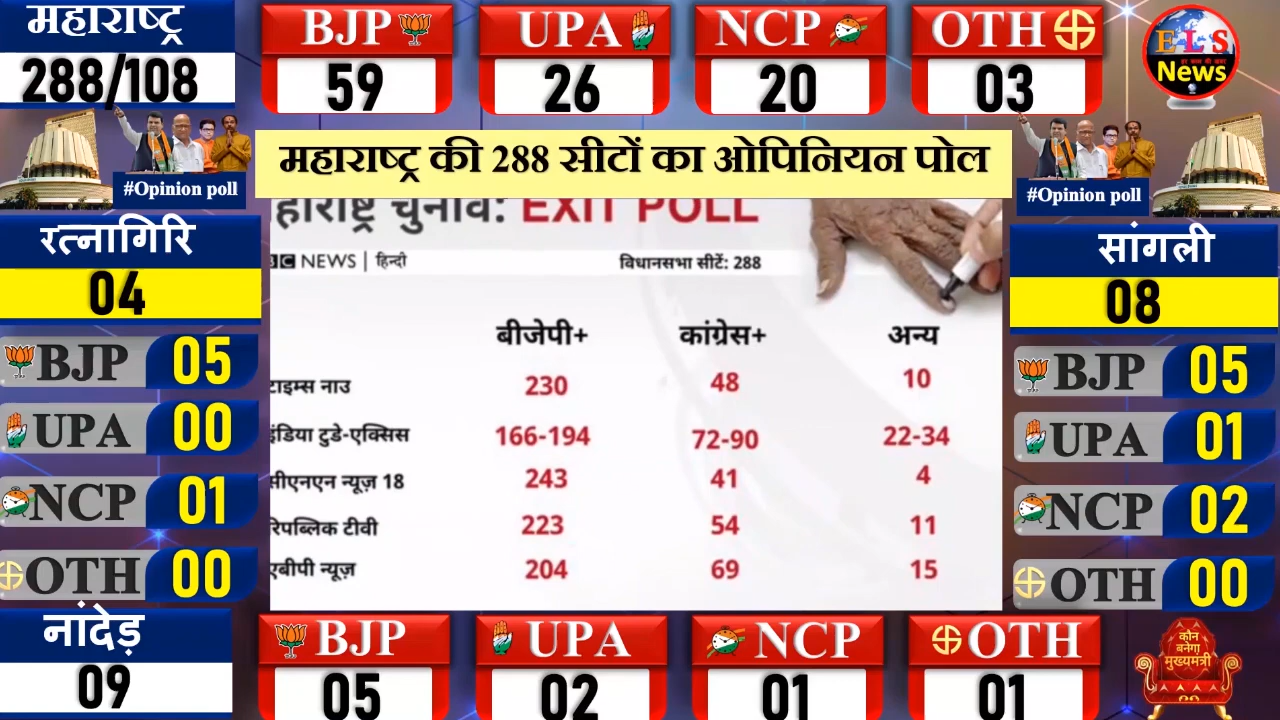 महाराष्ट्र
288/108
BJP
59
UPA
26
NCP
20
OTH
03
ELS
News
#Opinion poll
महाराष्ट्र की 288 सीटों का ओपिनियन पोल
#Opinion poll
हाराष्ट्र चुनाव: EXIT POLL
BC NEWS | हिन्दी
विधानसभा सीटें: 288
बीजेपी+ कांग्रेस+ अन्य
टाइम्स नाउ 230 48 10
इंडिया टुडे-एक्सिस 166-194 72-90 22-34
सीएनएन न्यूज़ 18 243 41 4
रिपब्लिक टीवी 223 54 11
एबीपी न्यूज़ 204 69 15
रत्नागिरि
04
BJP 05
UPA 00
NCP 01
OTH 00
सांगली
08
BJP 05
UPA 01
NCP 02
OTH 00
नांदेड़
09
BJP
05
UPA
02
NCP
01
OTH
01
कौन
बनेगा
मुख्यमंत्री